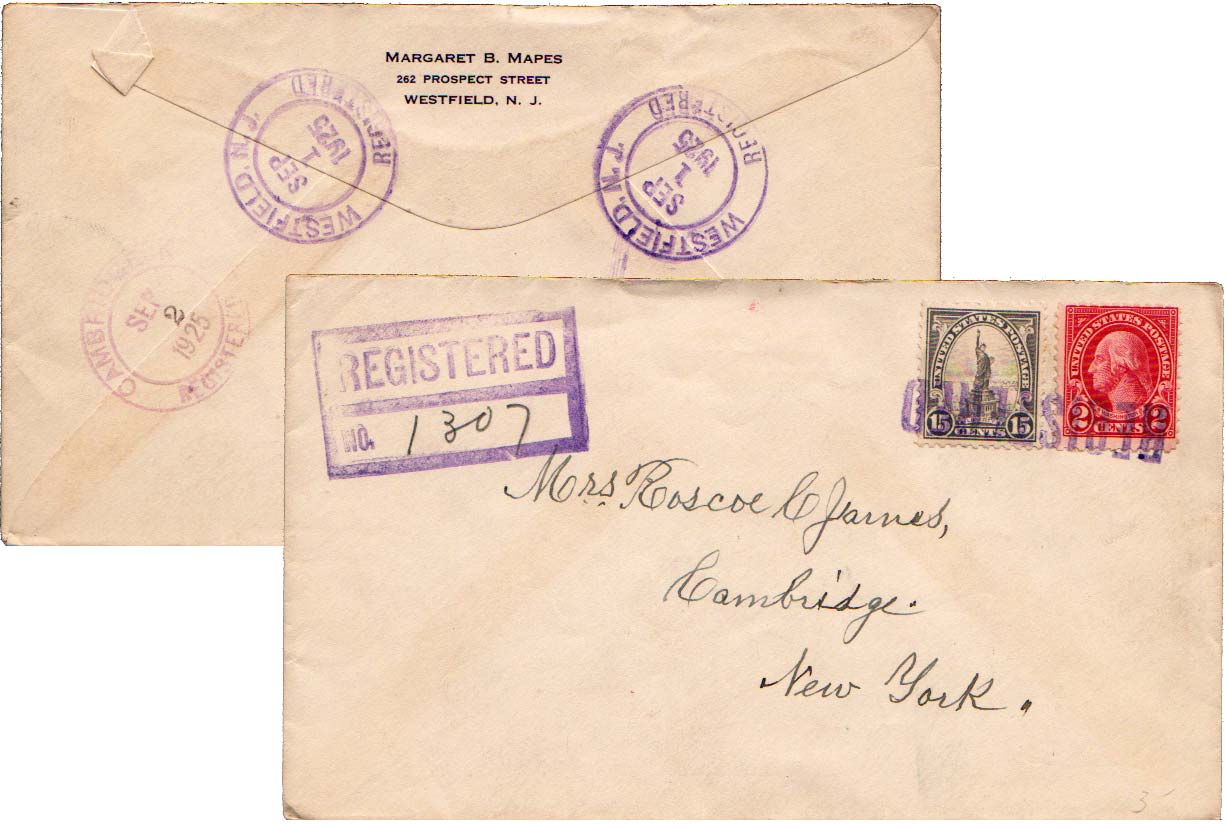 MARGARET B. MAPES
262 PROSPECT STREET
WESTFIELD, N. J.
WESTFIELD, N. J.
REGISTERED
SEP
1
1925
WESTFIELD, N. J.
REGISTERED
SEP
1
1925
SEP
2
1925
REGISTERED
REGISTERED
NO. 1307
UNITED STATES POSTAGE
15 CENTS 15
UNITED STATES POSTAGE
2 CENTS 2
Mrs Roscoe C James,
Cambridge.
New York.